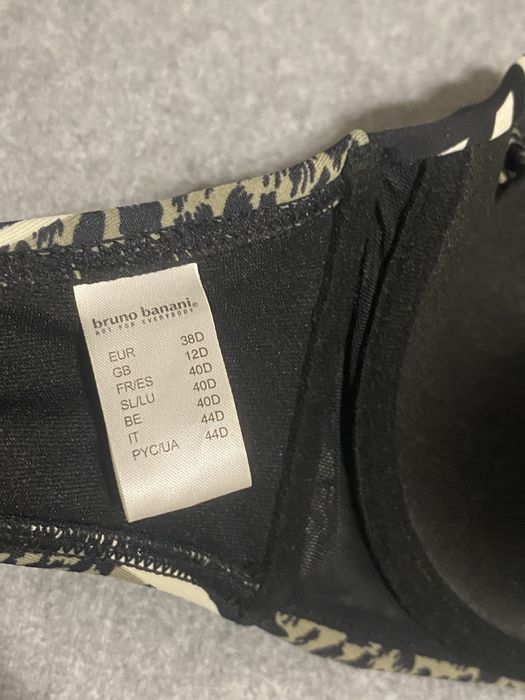 bruno banani®
NOT FOR EVERYBODY
EUR 38D
GB 12D
FR/ES 40D
SL/LU 40D
BE 40D
IT 44D
PYC/UA 44D